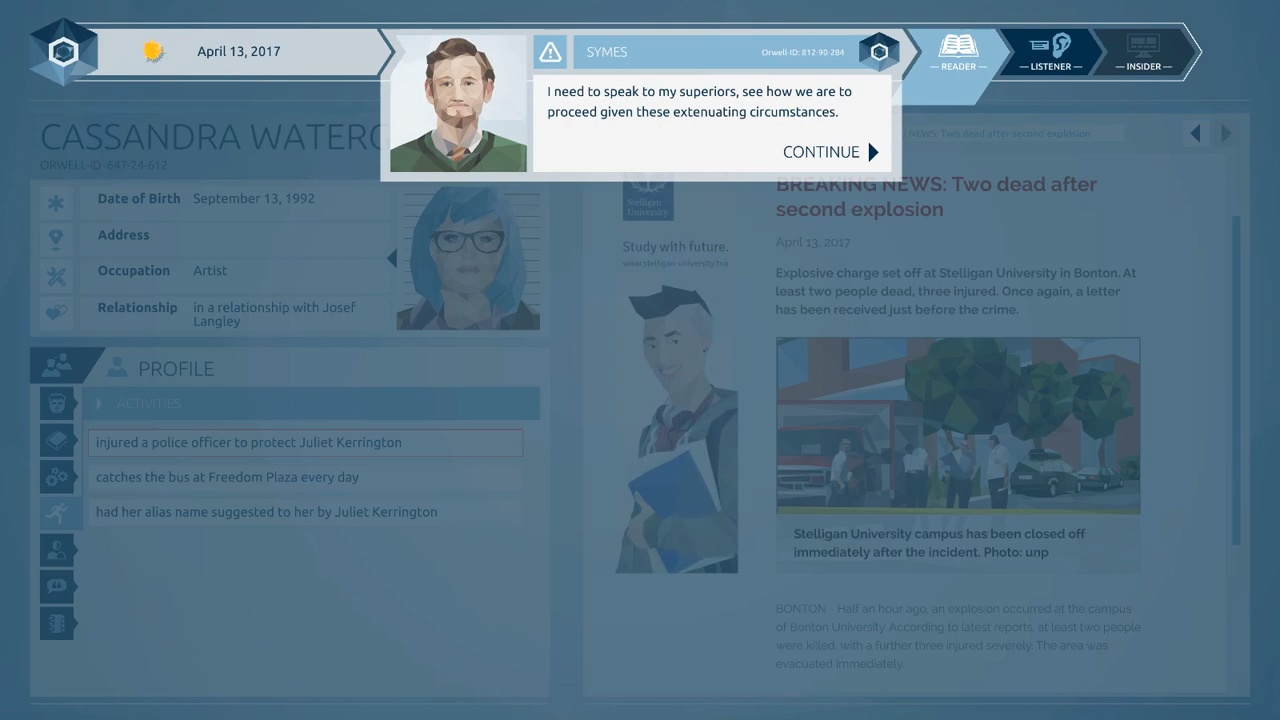 April 13, 2017
SYMES
Orwell-ID: 812-90-284
I need to speak to my superiors, see how we are to
proceed given these extenuating circumstances.
CONTINUE
— READER —
— LISTENER —
— INSIDER —
CASSANDRA
ORWELL-ID -647-24-612
Date of Birth September 13, 1992
Address
Occupation Artist
Relationship in a relationship with Josef
Langley
PROFILE
ACTIVITIES
injured a police officer to protect Juliet Kerrington
catches the bus at Freedom Plaza every day
had her alias name suggested to her by Juliet Kerrington
NEWS: Two dead after second explosion
Stelligan
University
Study with future.
www.stelligan-university.tna
BREAKING NEWS: Two dead after
second explosion
April 13, 2017
Explosive charge set off at Stelligan University in Bonton. At
least two people dead, three injured. Once again, a letter
has been received just before the crime.
Stelligan University campus has been closed off
immediately after the incident. Photo: unp
BONTON - Half an hour ago, an explosion occurred at the campus
of Bonton University. According to latest reports, at least two people
were killed, with a further three injured severely. The area was
evacuated immediately.